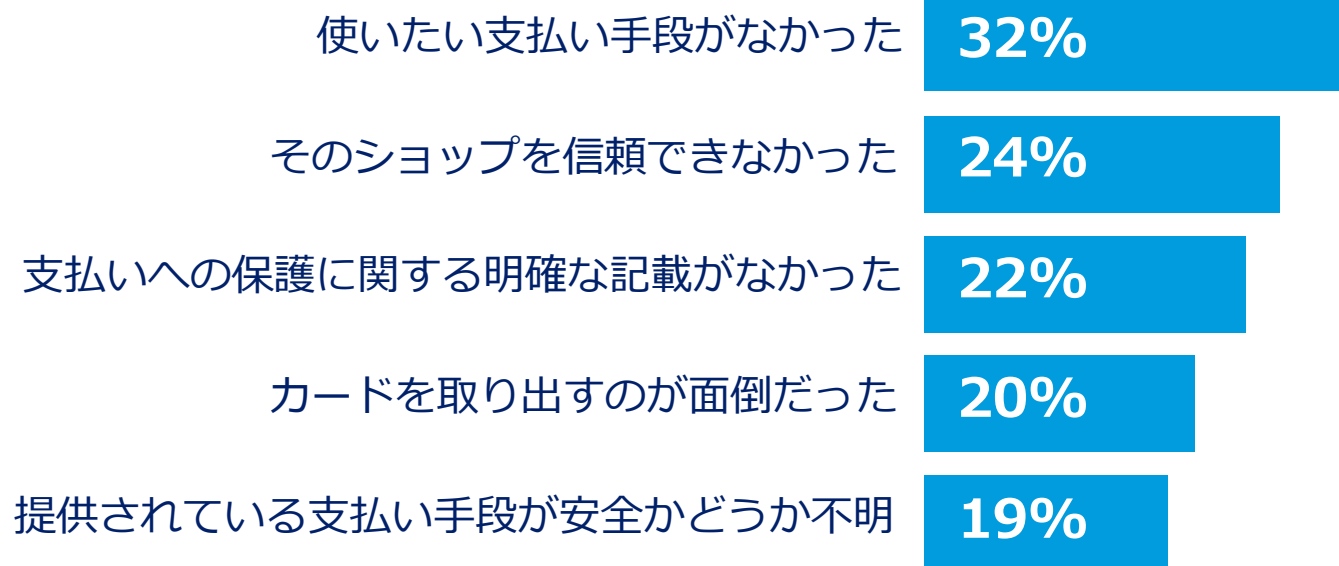 使いたい支払い手段がなかった 32%
そのショップを信頼できなかった 24%
支払いへの保護に関する明確な記載がなかった 22%
カードを取り出すのが面倒だった 20%
提供されている支払い手段が安全かどうか不明 19%